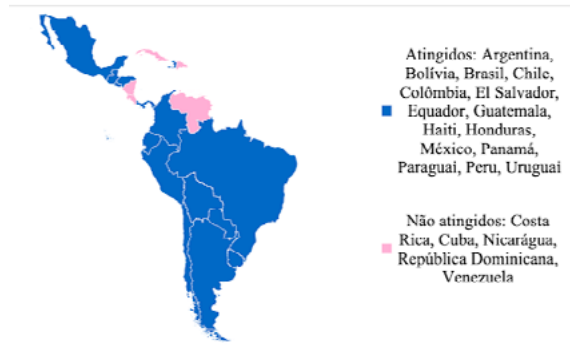 Atingidos: Argentina,
Bolívia, Brasil, Chile,
Colômbia, El Salvador,
Equador, Guatemala,
Haiti, Honduras,
México, Panamá,
Paraguai, Peru, Uruguai
Não atingidos: Costa
Rica, Cuba, Nicarágua,
República Dominicana,
Venezuela